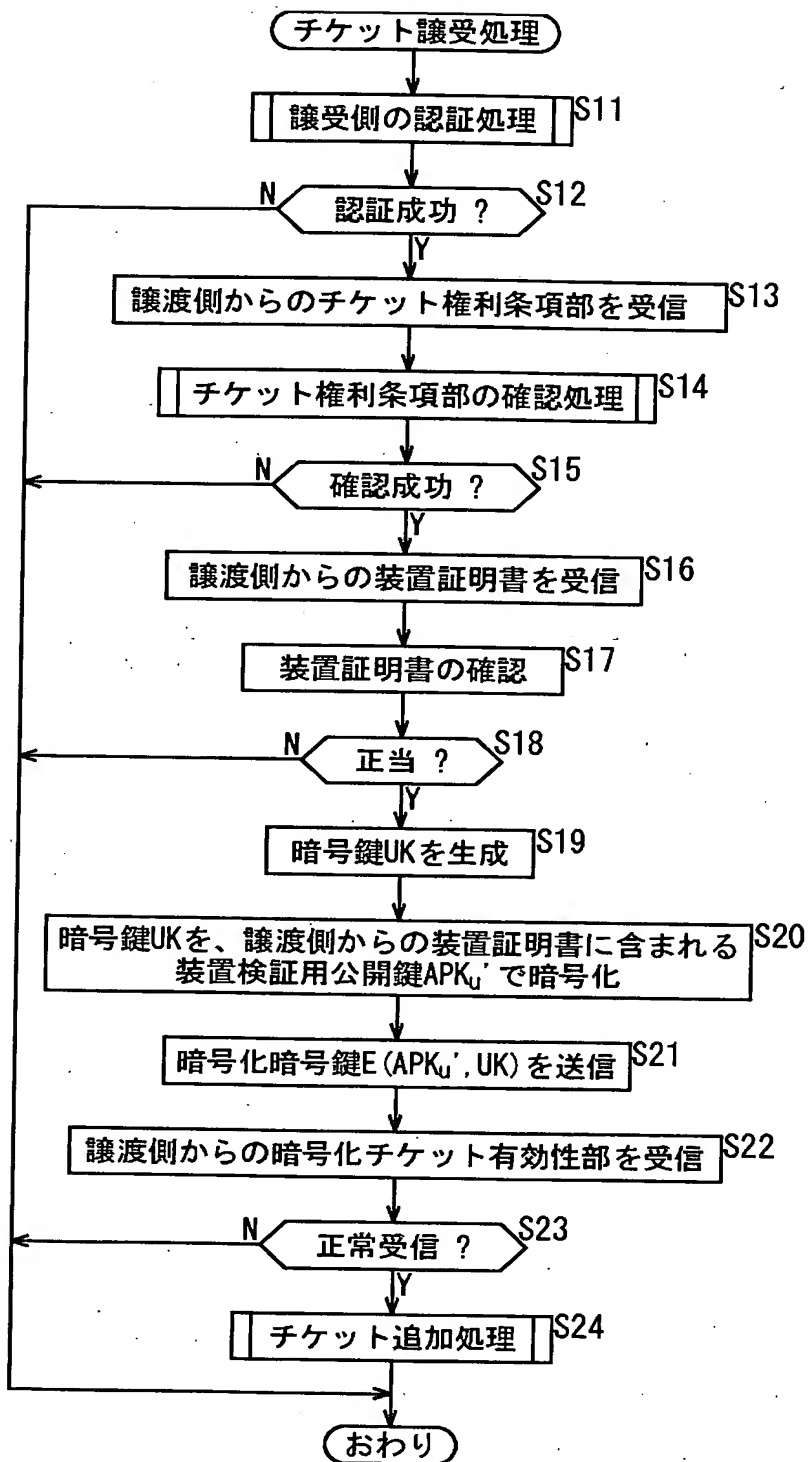 チケット譲受処理
譲受側の認証処理 S11
認証成功 ? S12
N
Y
譲渡側からのチケット権利条項部を受信 S13
チケット権利条項部の確認処理 S14
確認成功 ? S15
N
Y
譲渡側からの装置証明書を受信 S16
装置証明書の確認 S17
正当 ? S18
N
Y
暗号鍵UKを生成 S19
暗号鍵UKを、譲渡側からの装置証明書に含まれる S20
装置検証用公開鍵APKu'で暗号化
暗号化暗号鍵E(APKu',UK)を送信 S21
譲渡側からの暗号化チケット有効性部を受信 S22
正常受信 ? S23
N
Y
チケット追加処理 S24
おわり